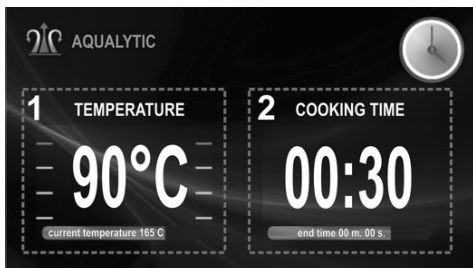 AQUALYTIC
1 TEMPERATURE
90°C
current temperature 165 C
2 COOKING TIME
00:30
end time 00 m. 00 s.